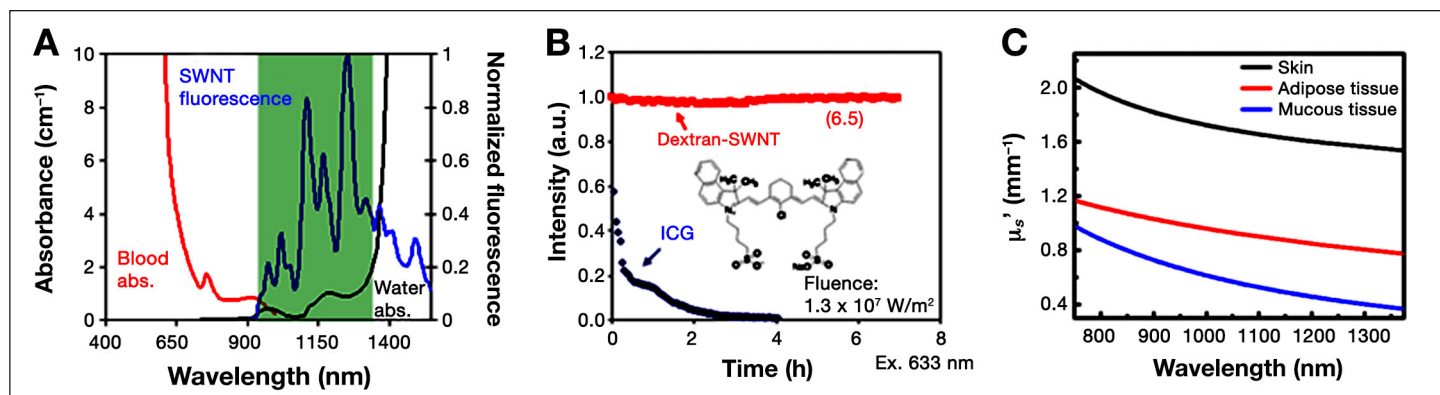 A
Absorbance (cm⁻¹)
10
8
6
4
2
0
SWNT
fluorescence
Blood
abs.
Water
abs.
1
0.8
0.6
0.4
0.2
0
Normalized fluorescence
400 650 900 1150 1400
Wavelength (nm)
B
Intensity (a.u.)
1.2
1.0
0.8
0.6
0.4
0.2
0.0
(6.5)
Dextran-SWNT
H₃C CH₃ H₃C CH₃
ICG
Fluence:
1.3 x 10⁷ W/m²
0 2 4 6 8
Time (h)
Ex. 633 nm
C
μₛ' (mm⁻¹)
2.0
1.6
1.2
0.8
0.4
Skin
Adipose tissue
Mucous tissue
800 900 1000 1100 1200 1300
Wavelength (nm)